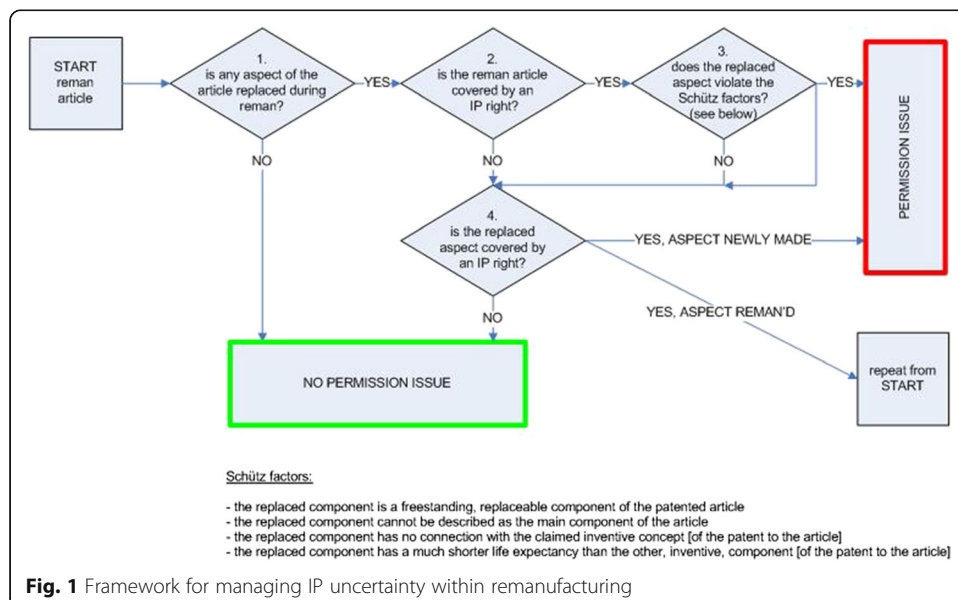 START
reman
article
1.
is any aspect of the
article replaced during
reman?
YES
2.
is the reman article
covered by an
IP right?
YES
3.
does the replaced
aspect violate the
Schütz factors?
(see below)
YES
PERMISSION ISSUE
NO
NO
NO
4.
is the replaced
aspect covered by
an IP right?
YES, ASPECT NEWLY MADE
YES, ASPECT REMAN'D
NO
NO PERMISSION ISSUE
repeat from
START
Schütz factors:
- the replaced component is a freestanding, replaceable component of the patented article
- the replaced component cannot be described as the main component of the article
- the replaced component has no connection with the claimed inventive concept [of the patent to the article]
- the replaced component has a much shorter life expectancy than the other, inventive, component [of the patent to the article]
Fig. 1 Framework for managing IP uncertainty within remanufacturing